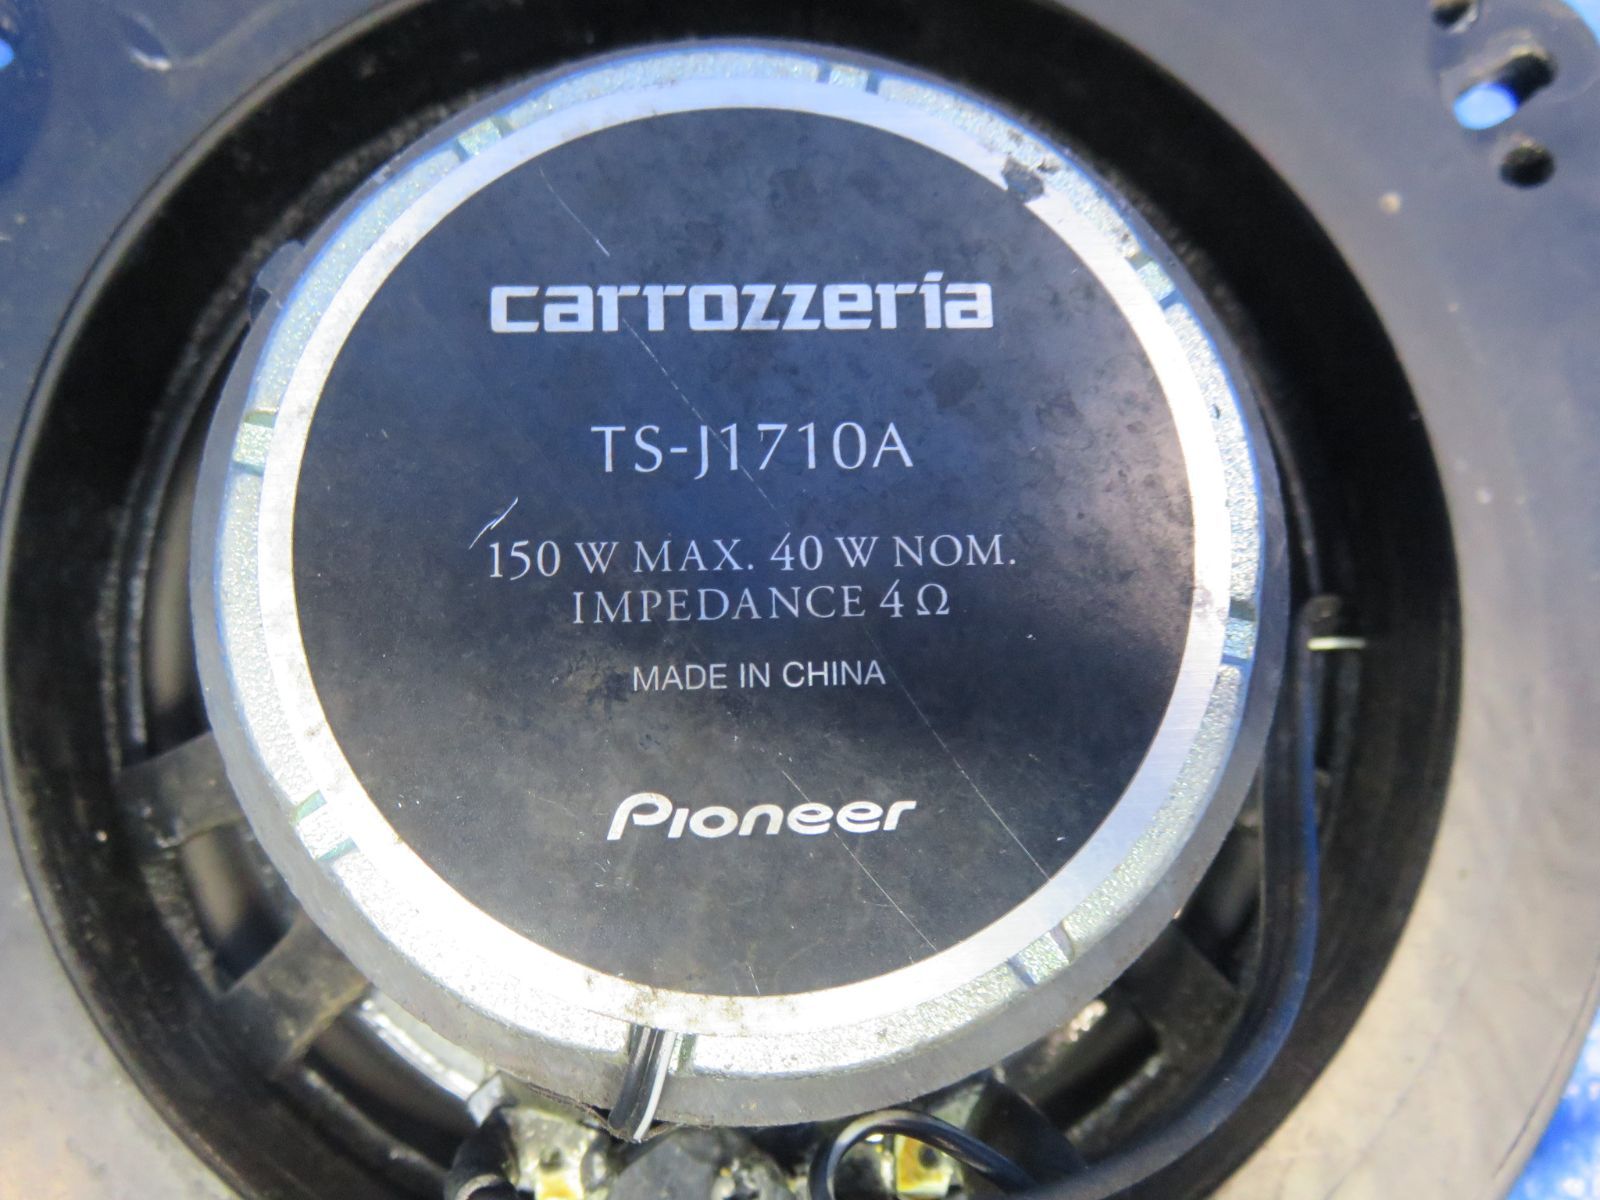 carrozzeria
TS-J1710A
150 W MAX. 40 W NOM.
IMPEDANCE 4 Ω
MADE IN CHINA
Pioneer